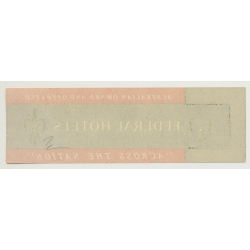 AUSTRALIAN OWNED AND OPERATED
FEDERAL HOTELS
"ACROSS THE NATION"